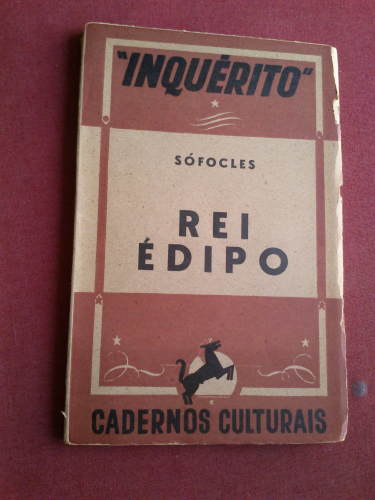 "INQUÉRITO"
SÓFOCLES
REI
ÉDIPO
CADERNOS CULTURAIS